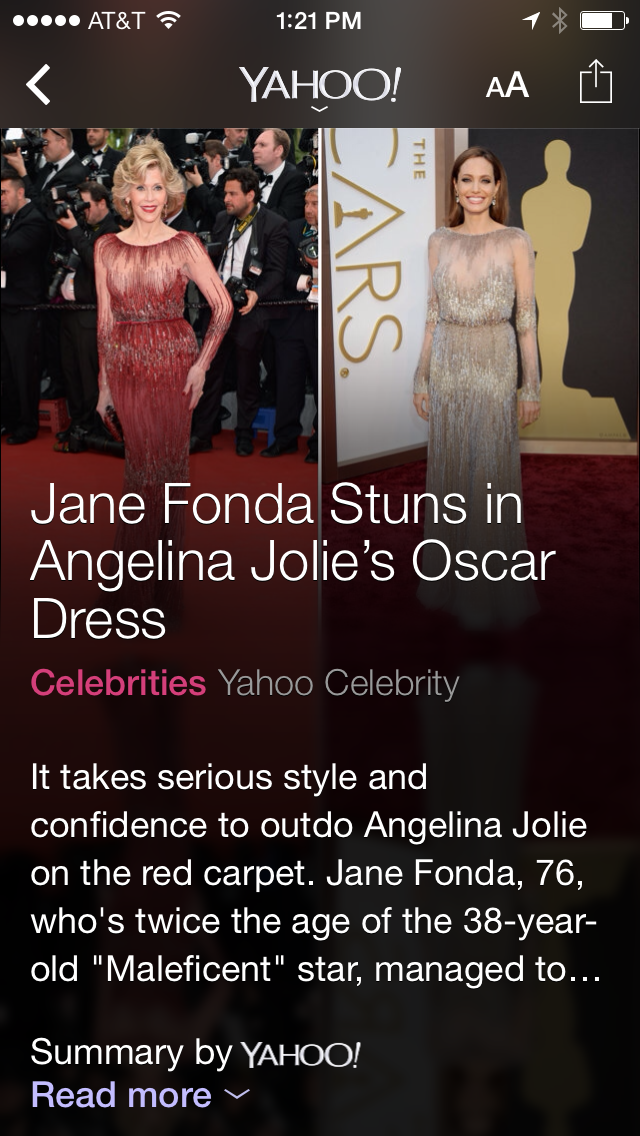 AT&T 1:21 PM
YAHOO!
AA
THE
CARS.
Jane Fonda Stuns in
Angelina Jolie’s Oscar
Dress
Celebrities Yahoo Celebrity
It takes serious style and
confidence to outdo Angelina Jolie
on the red carpet. Jane Fonda, 76,
who's twice the age of the 38-year-
old "Maleficent" star, managed to…
Summary by YAHOO!
Read more